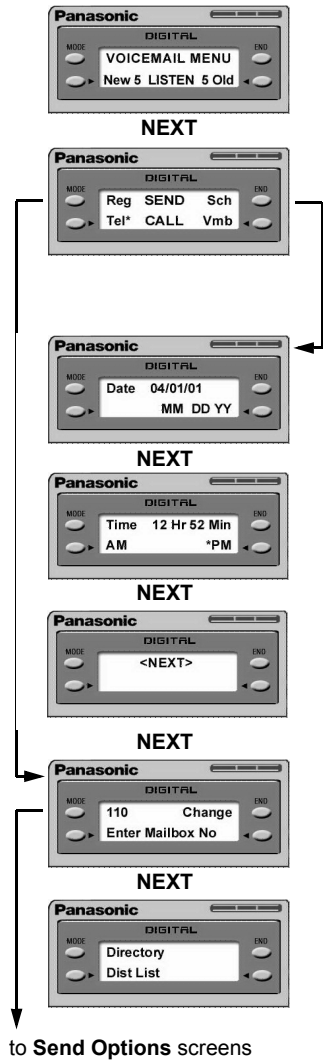 Panasonic
DIGITAL
MODE END
VOICEMAIL MENU
New 5 LISTEN 5 Old
NEXT
Panasonic
DIGITAL
MODE END
Reg SEND Sch
Tel* CALL Vmb
Panasonic
DIGITAL
MODE END
Date 04/01/01
MM DD YY
NEXT
Panasonic
DIGITAL
MODE END
Time 12 Hr 52 Min
AM *PM
NEXT
Panasonic
DIGITAL
MODE END
<NEXT>
NEXT
Panasonic
DIGITAL
MODE END
110 Change
Enter Mailbox No
NEXT
Panasonic
DIGITAL
MODE END
Directory
Dist List
to Send Options screens